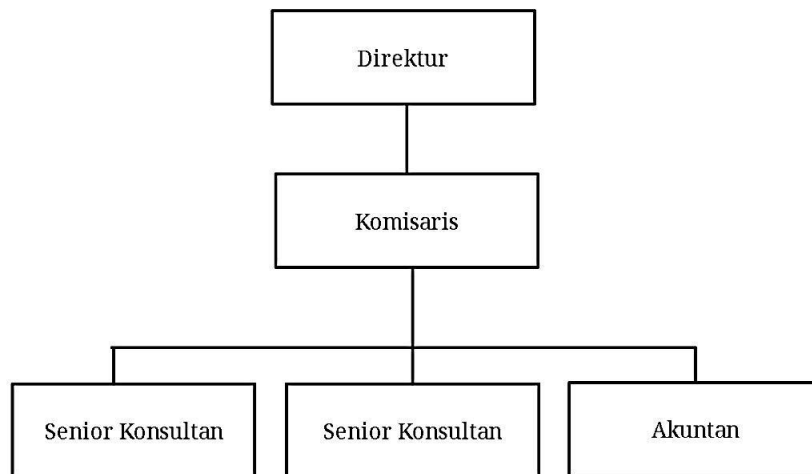 Direktur
Komisaris
Senior Konsultan
Senior Konsultan
Akuntan